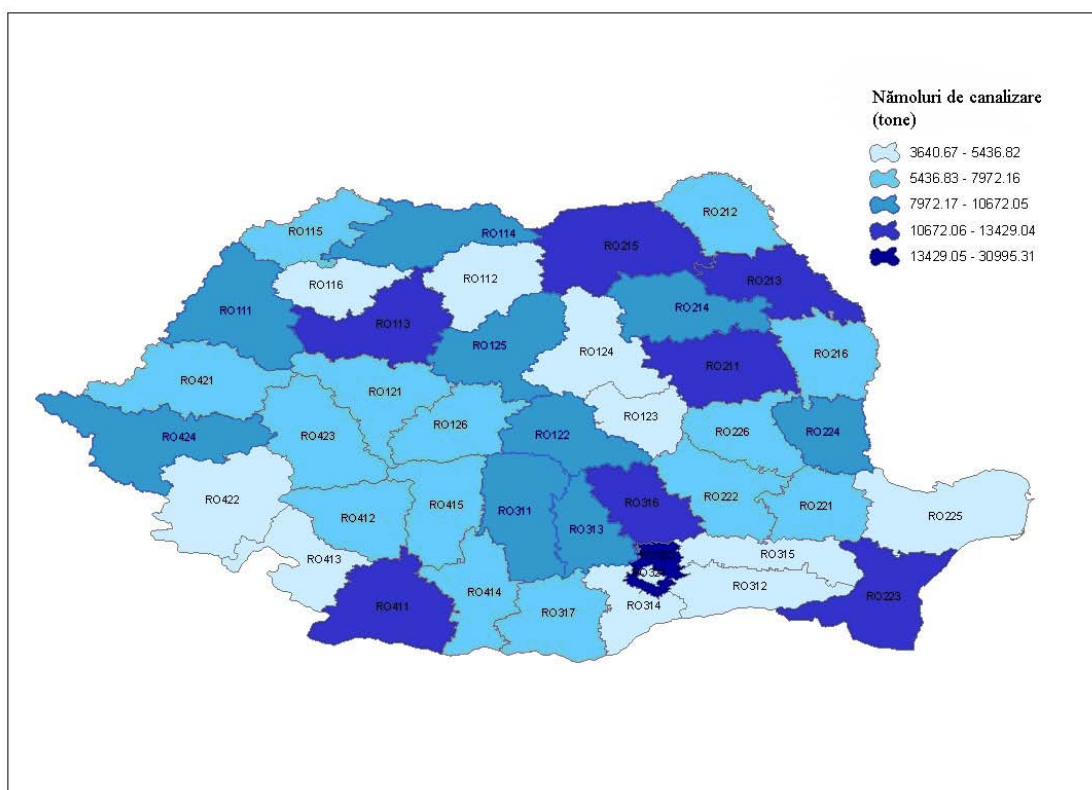 Nămoluri de canalizare
(tone)
3640.67 - 5436.82
5436.83 - 7972.16
7972.17 - 10672.05
10672.06 - 13429.04
13429.05 - 30995.31
RO212
RO115
RO114
RO215
RO112
RO213
RO116
RO111
RO113
RO214
RO125
RO124
RO216
RO211
RO421
RO121
RO123
RO126
RO226
RO224
RO424
RO423
RO122
RO422
RO415
RO316
RO222
RO221
RO412
RO311
RO225
RO313
RO315
RO413
RO312
RO414
RO411
RO314
RO317
RO223